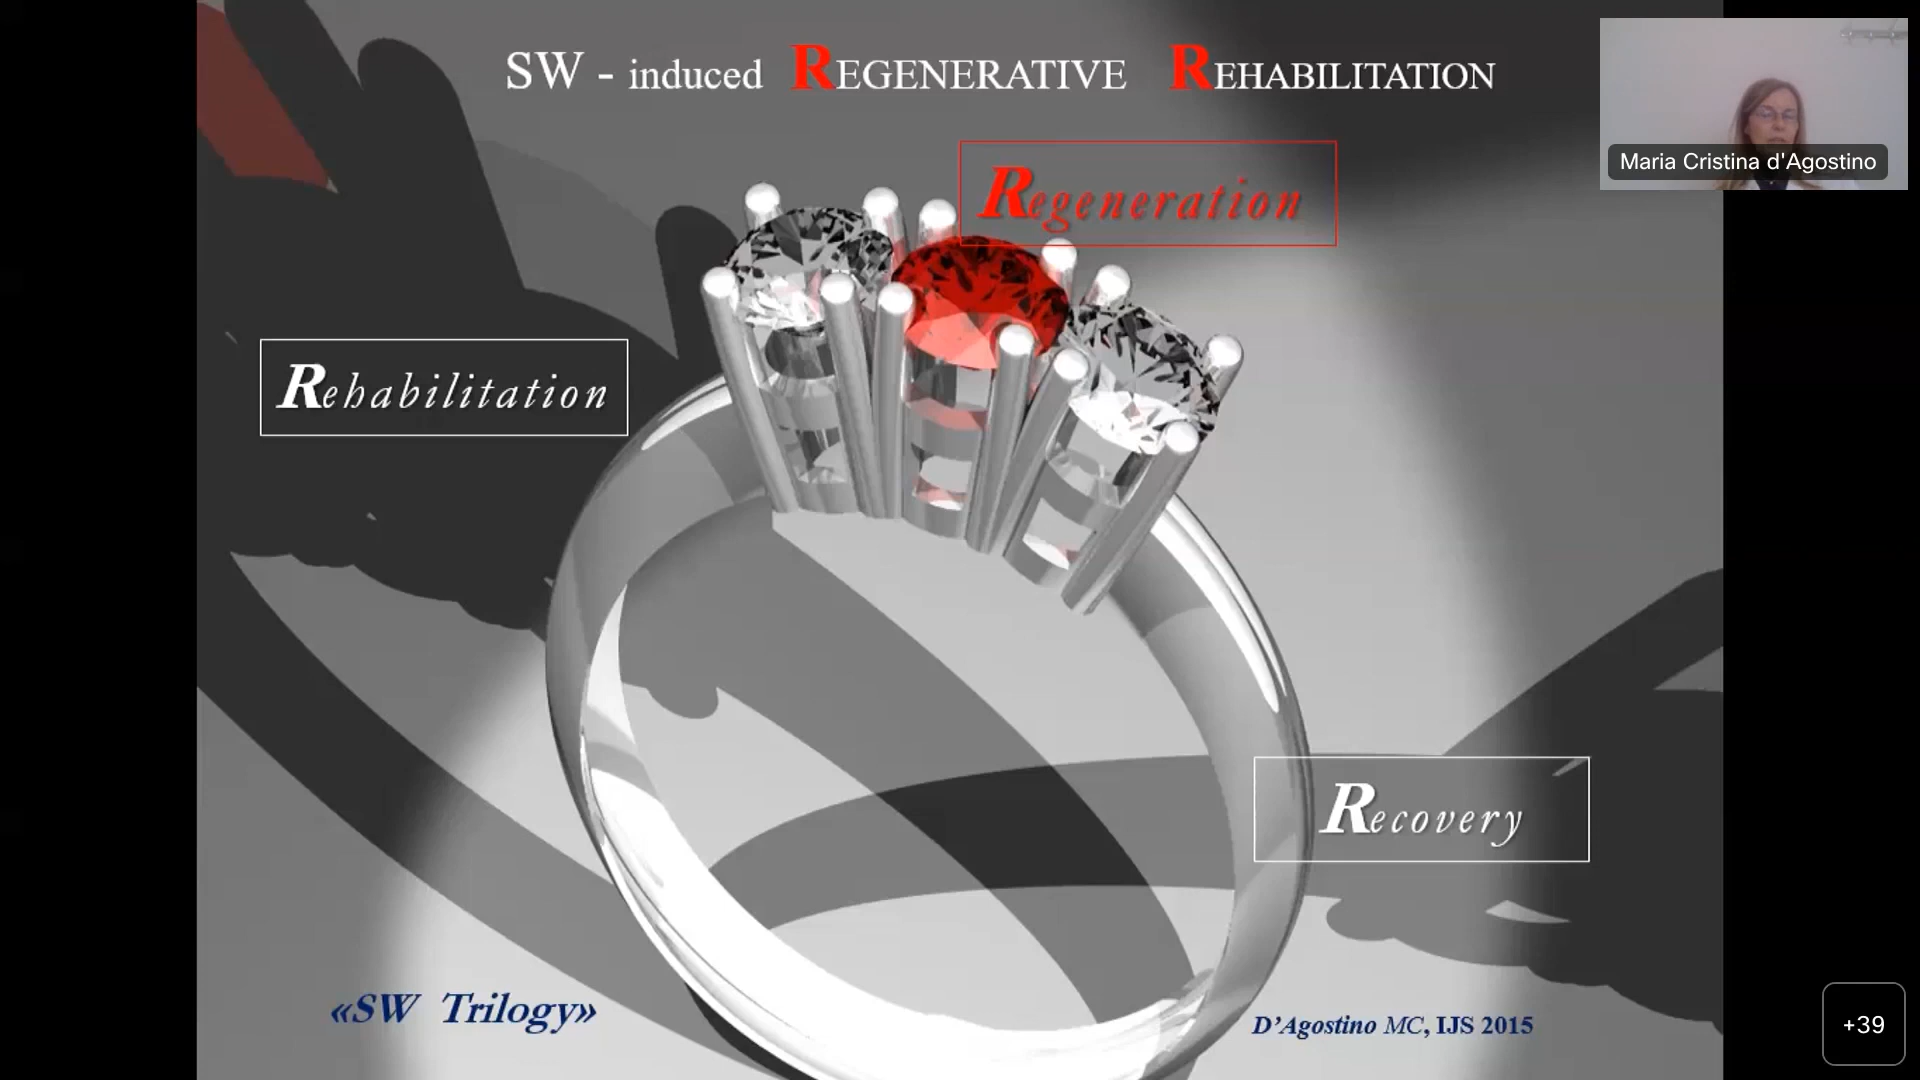 SW - induced REGENERATIVE REHABILITATION
Maria Cristina d'Agostino
Regeneration
Rehabilitation
Recovery
«SW Trilogy»
D'Agostino MC, IJS 2015
+39